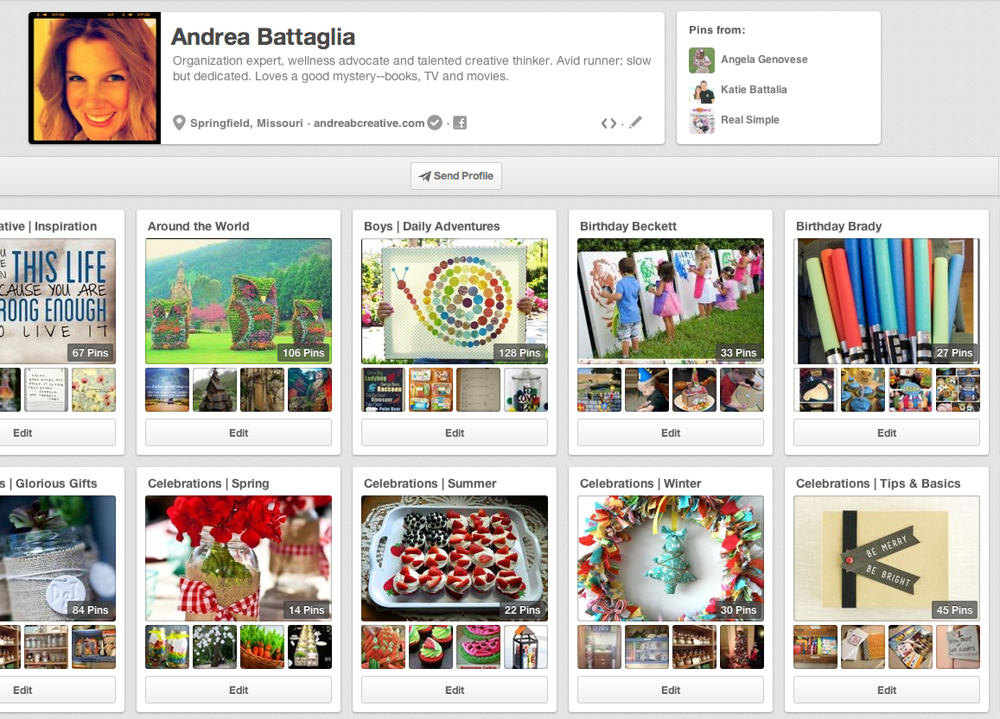 Andrea Battaglia
Organization expert, wellness advocate and talented creative thinker. Avid runner; slow
but dedicated. Loves a good mystery--books, TV and movies.
Springfield, Missouri · andreabcreative.com ·
Pins from:
Angela Genovese
Katie Battalia
Real Simple
Send Profile
ative | Inspiration
THIS LIFE
CAUSE YOU ARE
RONG ENOUGH
O LIVE IT
67 Pins
Edit
Around the World
106 Pins
Edit
Boys | Daily Adventures
128 Pins
Ladybug
Raccoon
Dinosaur
Polar Bear
Edit
Birthday Beckett
33 Pins
Edit
Birthday Brady
27 Pins
Edit
s | Glorious Gifts
84 Pins
Edit
Celebrations | Spring
14 Pins
Edit
Celebrations | Summer
22 Pins
Edit
Celebrations | Winter
30 Pins
Edit
Celebrations | Tips & Basics
BE MERRY
BE BRIGHT
45 Pins
Edit